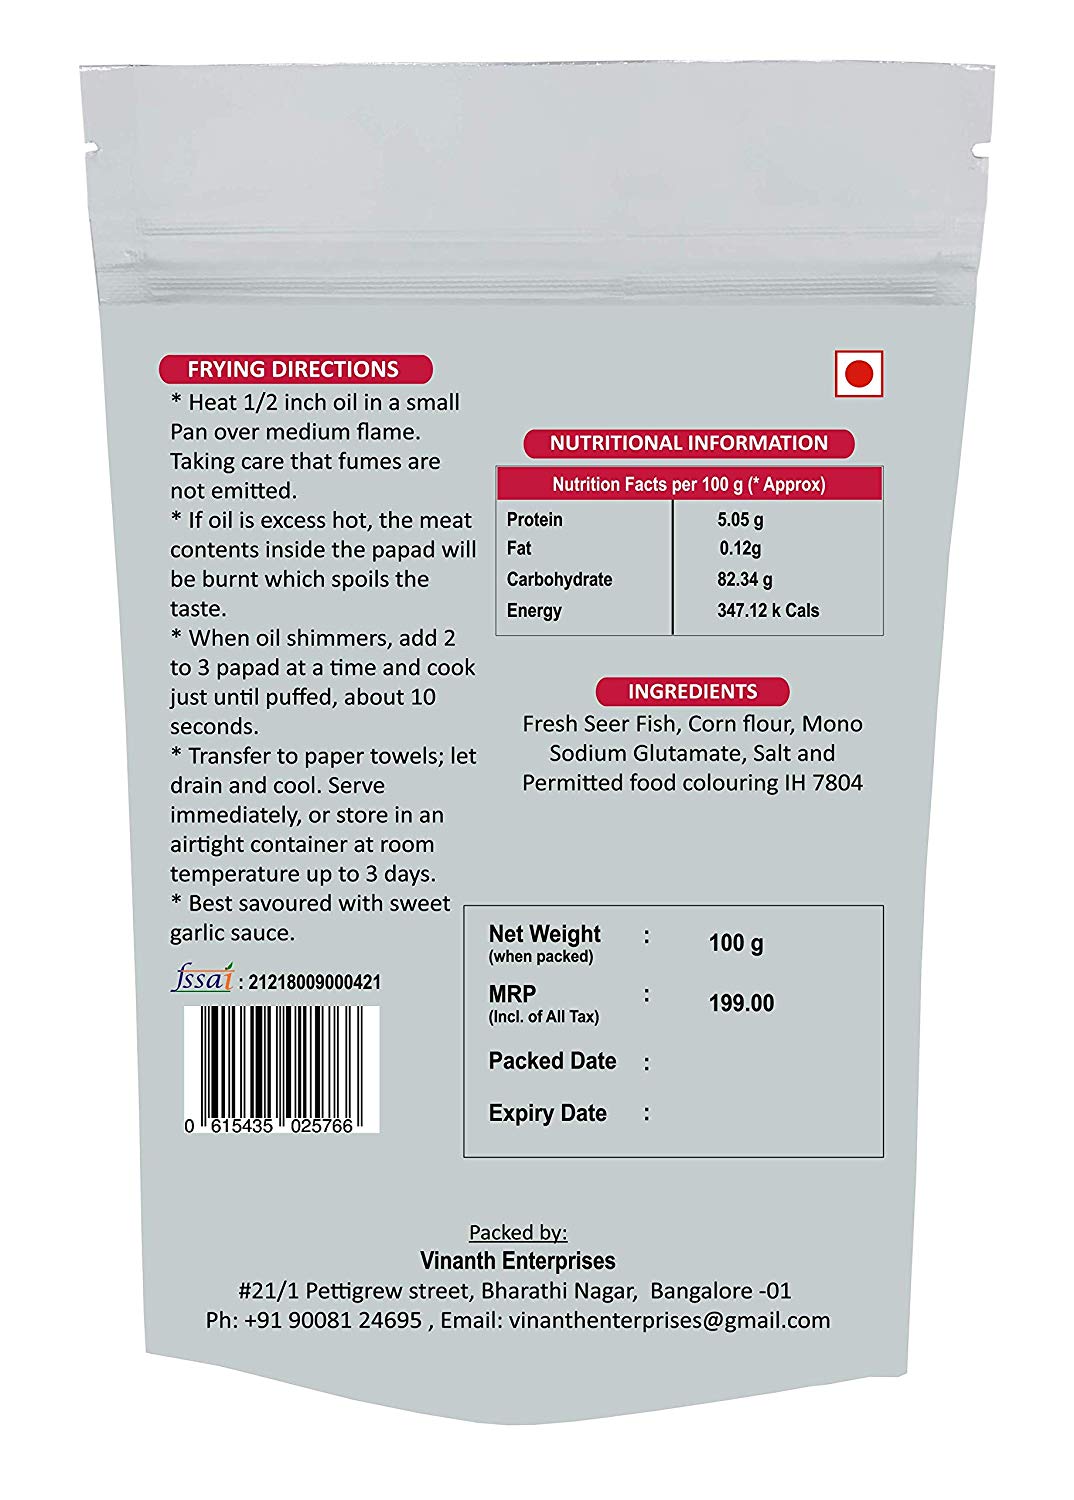 FRYING DIRECTIONS
* Heat 1/2 inch oil in a small
Pan over medium flame.
Taking care that fumes are
not emitted.
* If oil is excess hot, the meat
contents inside the papad will
be burnt which spoils the
taste.
* When oil shimmers, add 2
to 3 papad at a time and cook
just until puffed, about 10
seconds.
* Transfer to paper towels; let
drain and cool. Serve
immediately, or store in an
airtight container at room
temperature up to 3 days.
* Best savoured with sweet
garlic sauce.
fssai : 21218009000421
0 615435 025766
NUTRITIONAL INFORMATION
Nutrition Facts per 100 g (* Approx)
Protein 5.05 g
Fat 0.12g
Carbohydrate 82.34 g
Energy 347.12 k Cals
INGREDIENTS
Fresh Seer Fish, Corn flour, Mono
Sodium Glutamate, Salt and
Permitted food colouring IH 7804
Net Weight : 100 g
(when packed)
MRP : 199.00
(Incl. of All Tax)
Packed Date :
Expiry Date :
Packed by:
Vinanth Enterprises
#21/1 Pettigrew street, Bharathi Nagar, Bangalore -01
Ph: +91 90081 24695 , Email: vinanthenterprises@gmail.com